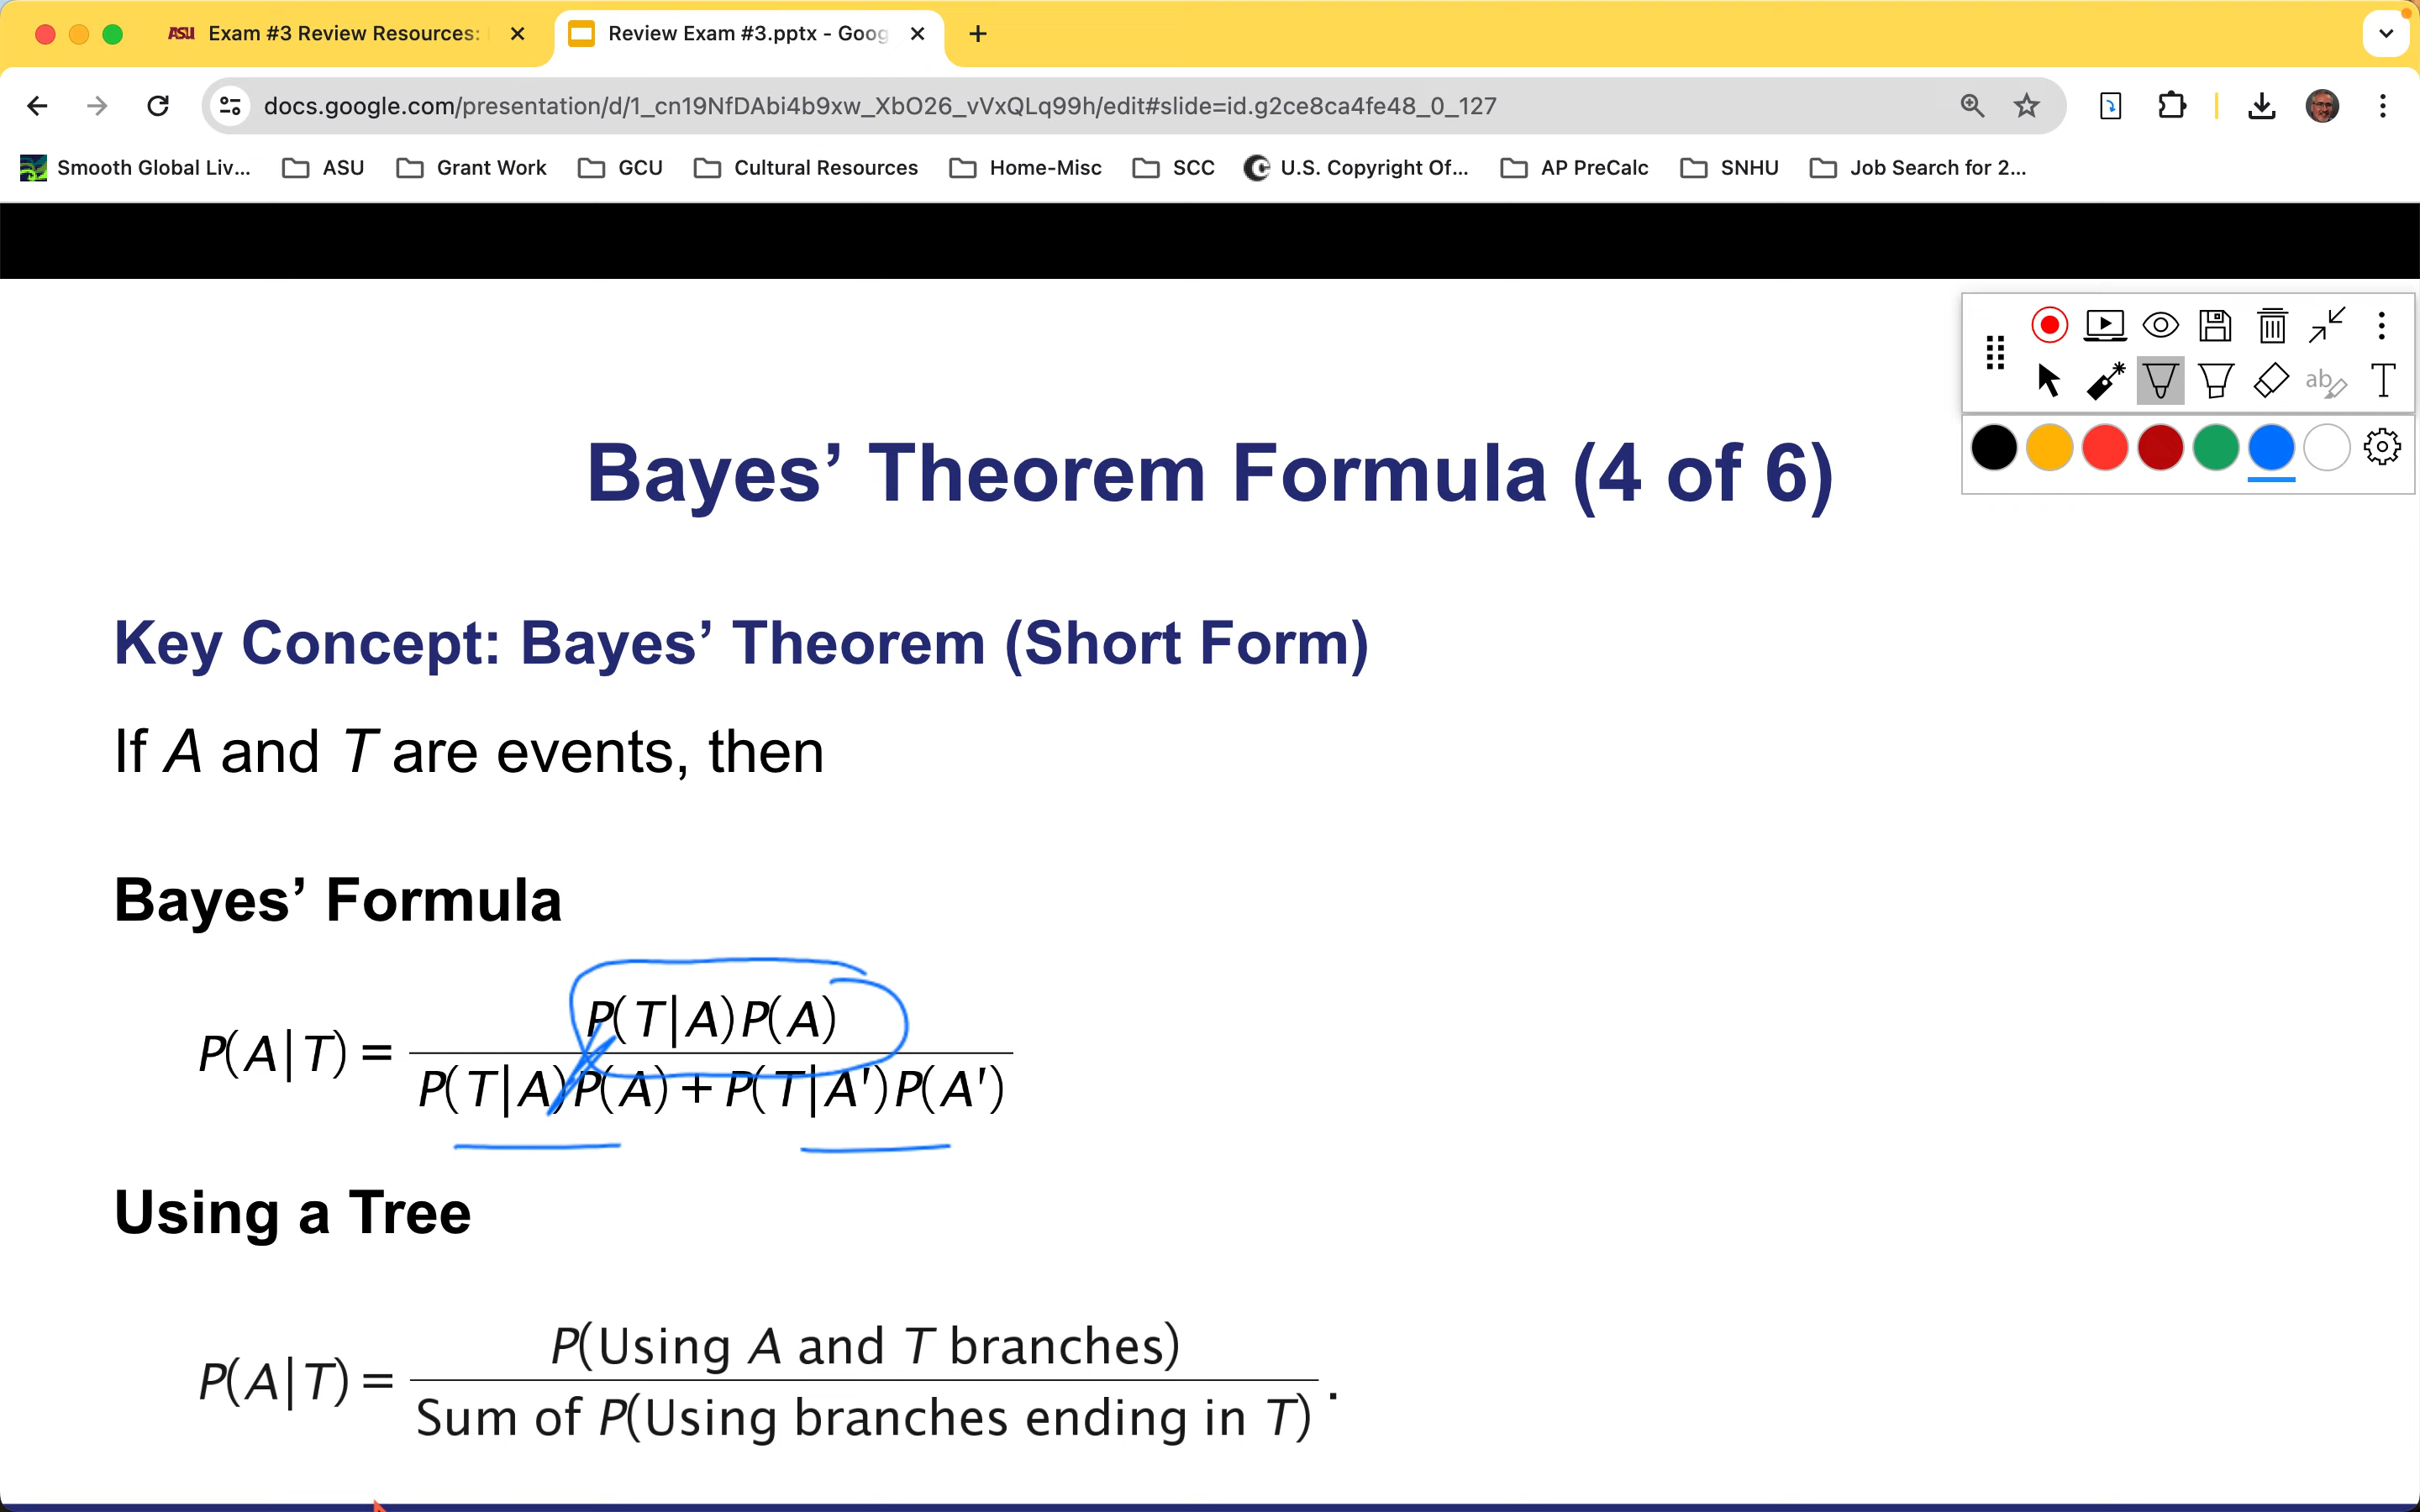 ASU Exam #3 Review Resources:
Review Exam #3.pptx - Goog
docs.google.com/presentation/d/1_cn19NfDAbi4b9xw_XbO26_vVxQLq99h/edit#slide=id.g2ce8ca4fe48_0_127
Smooth Global Liv... ASU Grant Work GCU Cultural Resources Home-Misc SCC U.S. Copyright Of... AP PreCalc SNHU Job Search for 2...
ab T
Bayes’ Theorem Formula (4 of 6)
Key Concept: Bayes’ Theorem (Short Form)
If A and T are events, then
Bayes’ Formula
P(T|A)P(A)
P(A|T) =
P(T|A)P(A) + P(T|A')P(A')
Using a Tree
P(Using A and T branches)
P(A|T) =
Sum of P(Using branches ending in T)
.